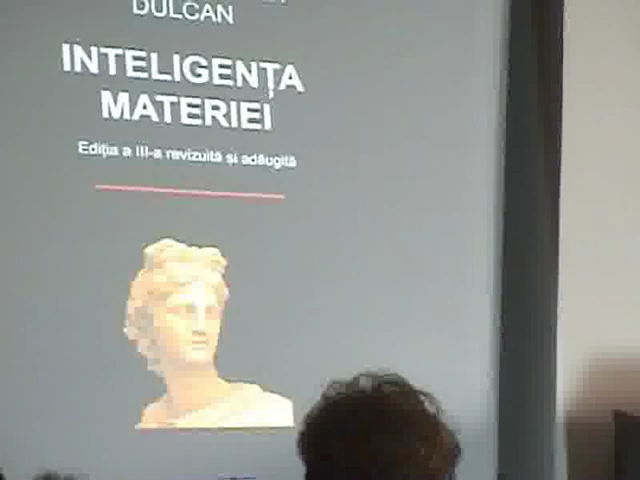 DULCAN
INTELIGENȚA
MATERIEI
Ediția a III-a revizuită și adăugită